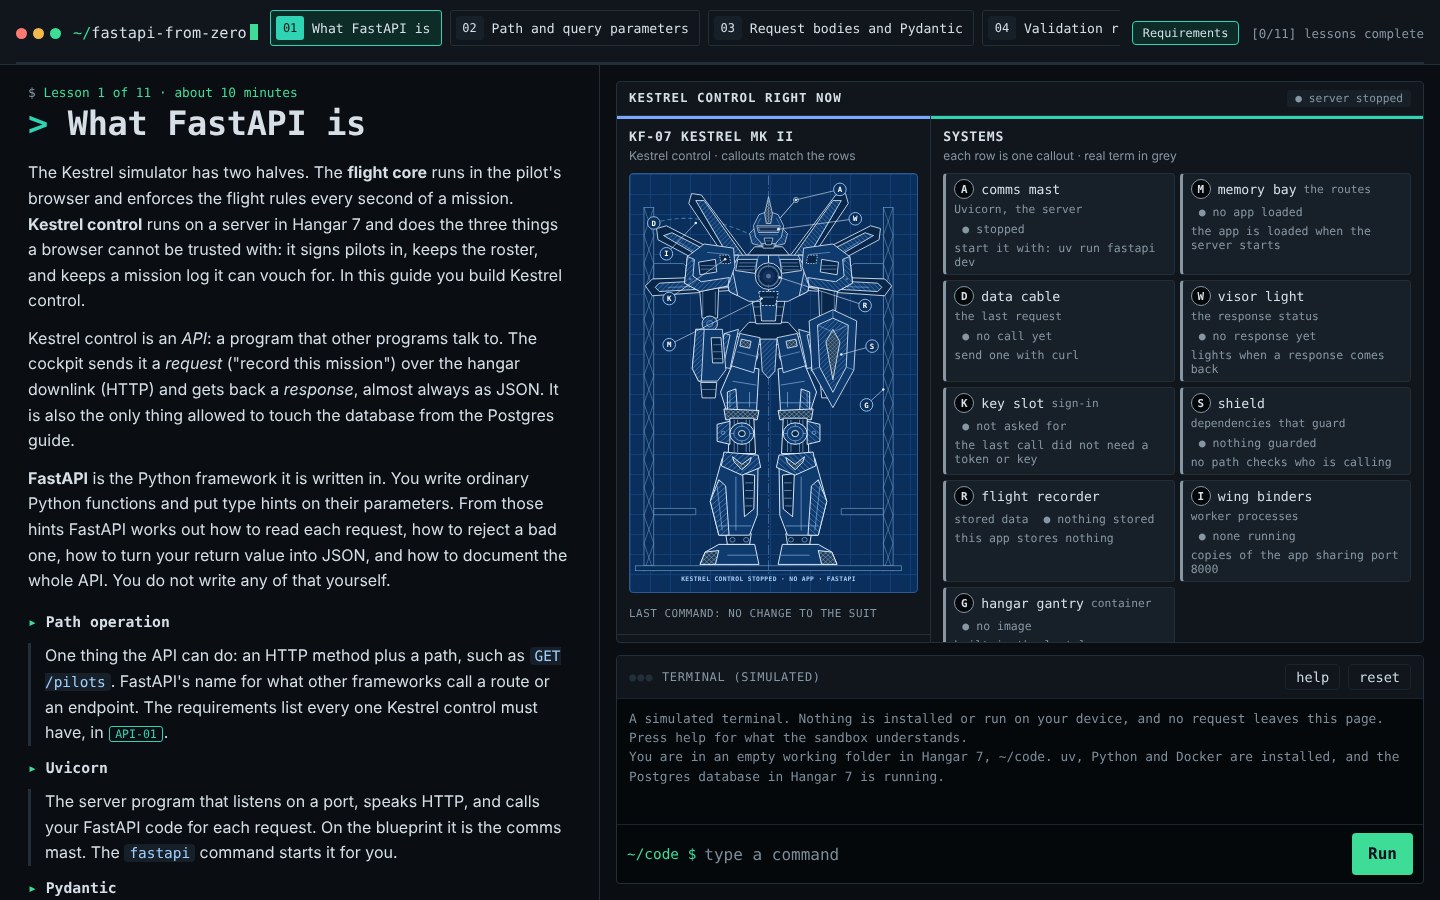 ~/fastapi-from-zero
01 What FastAPI is
02 Path and query parameters
03 Request bodies and Pydantic
04 Validation r
Requirements
[0/11] lessons complete
$ Lesson 1 of 11 · about 10 minutes
> What FastAPI is
The Kestrel simulator has two halves. The flight core runs in the pilot's
browser and enforces the flight rules every second of a mission.
Kestrel control runs on a server in Hangar 7 and does the three things
a browser cannot be trusted with: it signs pilots in, keeps the roster,
and keeps a mission log it can vouch for. In this guide you build Kestrel
control.
Kestrel control is an API: a program that other programs talk to. The
cockpit sends it a request ("record this mission") over the hangar
downlink (HTTP) and gets back a response, almost always as JSON. It
is also the only thing allowed to touch the database from the Postgres
guide.
FastAPI is the Python framework it is written in. You write ordinary
Python functions and put type hints on their parameters. From those
hints FastAPI works out how to read each request, how to reject a bad
one, how to turn your return value into JSON, and how to document the
whole API. You do not write any of that yourself.
▸ Path operation
One thing the API can do: an HTTP method plus a path, such as GET
/pilots. FastAPI's name for what other frameworks call a route or
an endpoint. The requirements list every one Kestrel control must
have, in API-01.
▸ Uvicorn
The server program that listens on a port, speaks HTTP, and calls
your FastAPI code for each request. On the blueprint it is the comms
mast. The fastapi command starts it for you.
▸ Pydantic
KESTREL CONTROL RIGHT NOW
● server stopped
KF-07 KESTREL MK II
Kestrel control · callouts match the rows
A
W
D
I
K
R
M
S
G
KESTREL CONTROL STOPPED · NO APP · FASTAPI
LAST COMMAND: NO CHANGE TO THE SUIT
SYSTEMS
each row is one callout · real term in grey
A comms mast
Uvicorn, the server
● stopped
start it with: uv run fastapi
dev
M memory bay the routes
● no app loaded
the app is loaded when the
server starts
D data cable
the last request
● no call yet
send one with curl
W visor light
the response status
● no response yet
lights when a response comes
back
K key slot sign-in
● not asked for
the last call did not need a
token or key
S shield
dependencies that guard
● nothing guarded
no path checks who is calling
R flight recorder
stored data ● nothing stored
this app stores nothing
I wing binders
worker processes
● none running
copies of the app sharing port
8000
G hangar gantry container
● no image
TERMINAL (SIMULATED)
help
reset
A simulated terminal. Nothing is installed or run on your device, and no request leaves this page.
Press help for what the sandbox understands.
You are in an empty working folder in Hangar 7, ~/code. uv, Python and Docker are installed, and the
Postgres database in Hangar 7 is running.
~/code $ type a command
Run